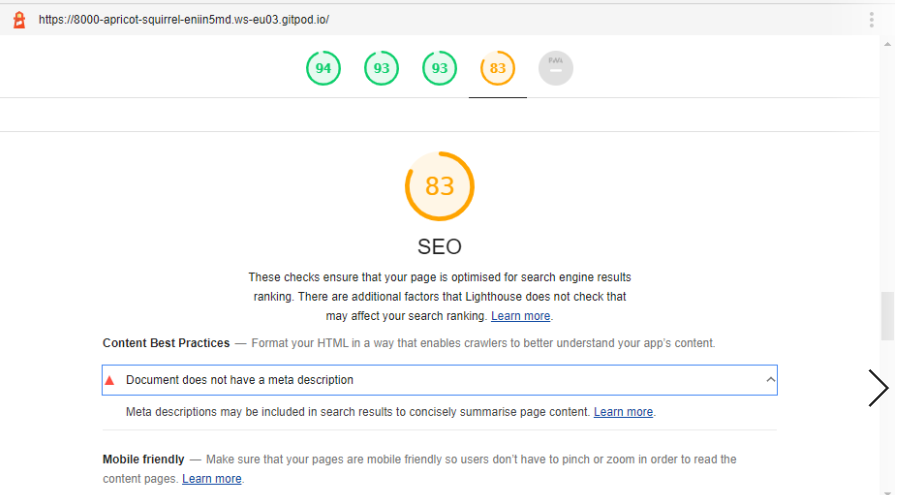 https://8000-apricot-squirrel-eniin5md.ws-eu03.gitpod.io/
94 93 93 83 PWA
83
SEO
These checks ensure that your page is optimised for search engine results
ranking. There are additional factors that Lighthouse does not check that
may affect your search ranking. Learn more.
Content Best Practices — Format your HTML in a way that enables crawlers to better understand your app's content.
Document does not have a meta description
Meta descriptions may be included in search results to concisely summarise page content. Learn more.
Mobile friendly — Make sure that your pages are mobile friendly so users don't have to pinch or zoom in order to read the
content pages. Learn more.